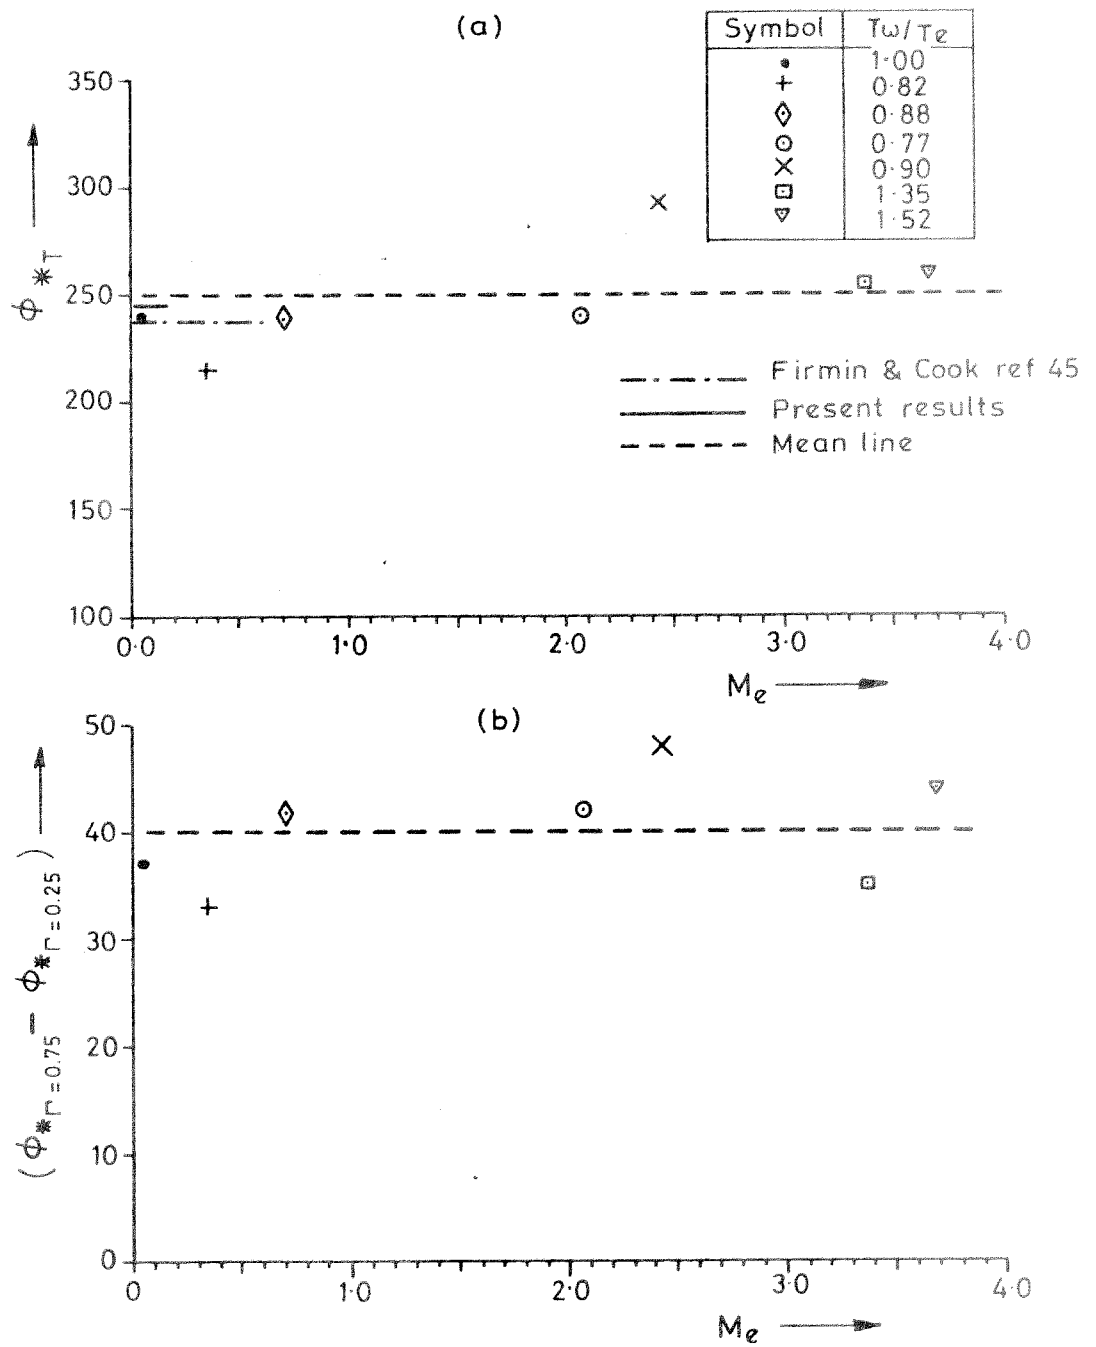 (a)
Symbol Tω/Te
1·00
0·82
0·88
0·77
0·90
1·35
1·52
350
300
250
200
150
100
ϕ*T
Firmin & Cook ref 45
Present results
Mean line
0·0 1·0 2·0 3·0 4·0
Me
(b)
50
40
30
20
10
0
(ϕ*Γ=0.75 − ϕ*Γ=0.25)
0 1·0 2·0 3·0 4·0
Me